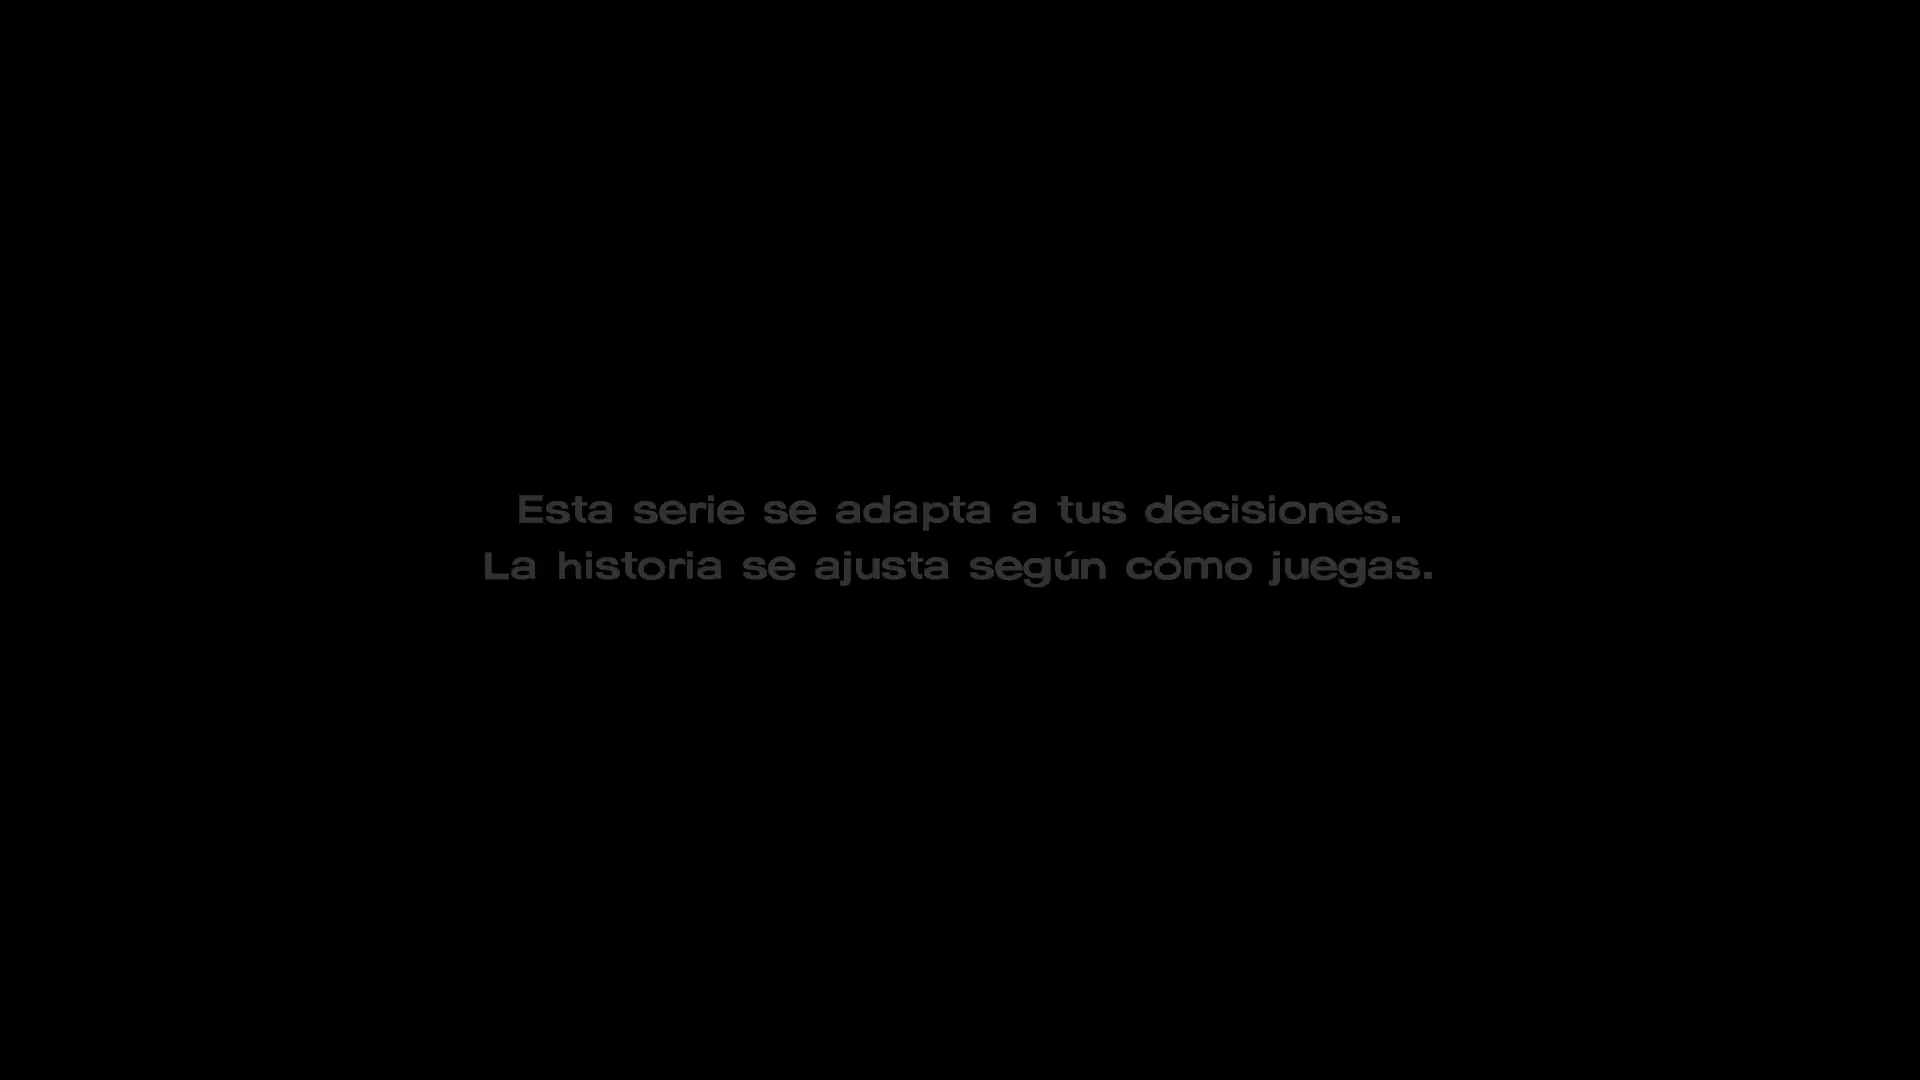 Esta serie se adapta a tus decisiones.
La historia se ajusta según cómo juegas.